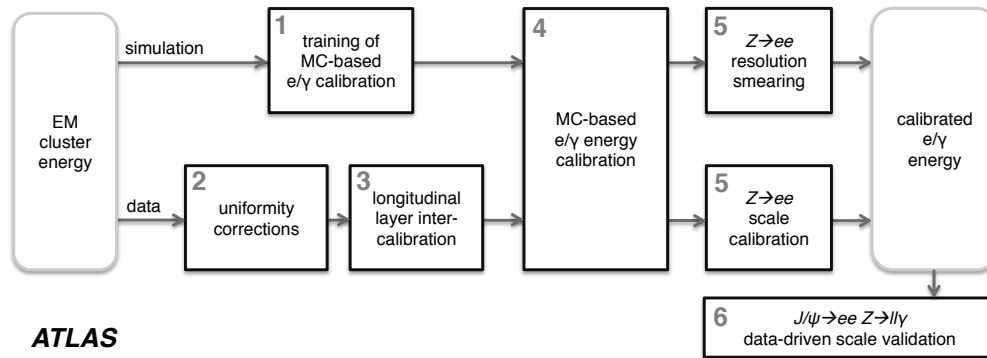 EM
cluster
energy
simulation
data
1
training of
MC-based
e/γ calibration
2
uniformity
corrections
3
longitudinal
layer inter-
calibration
4
MC-based
e/γ energy
calibration
5
Z→ee
resolution
smearing
5
Z→ee
scale
calibration
calibrated
e/γ
energy
6
J/ψ→ee Z→llγ
data-driven scale validation
ATLAS